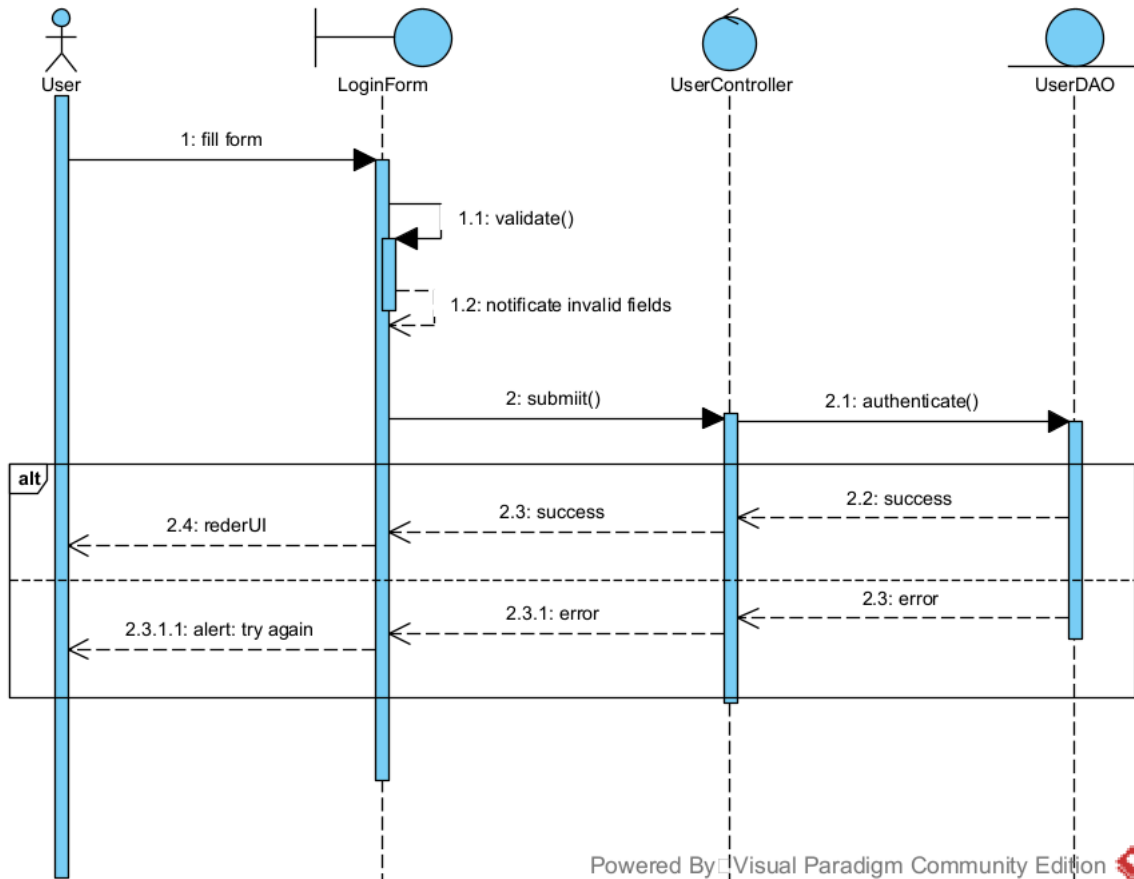 User
LoginForm
UserController
UserDAO
1: fill form
1.1: validate()
1.2: notificate invalid fields
2: submiit()
2.1: authenticate()
alt
2.2: success
2.3: success
2.4: rederUI
2.3: error
2.3.1: error
2.3.1.1: alert: try again
Powered By Visual Paradigm Community Edition